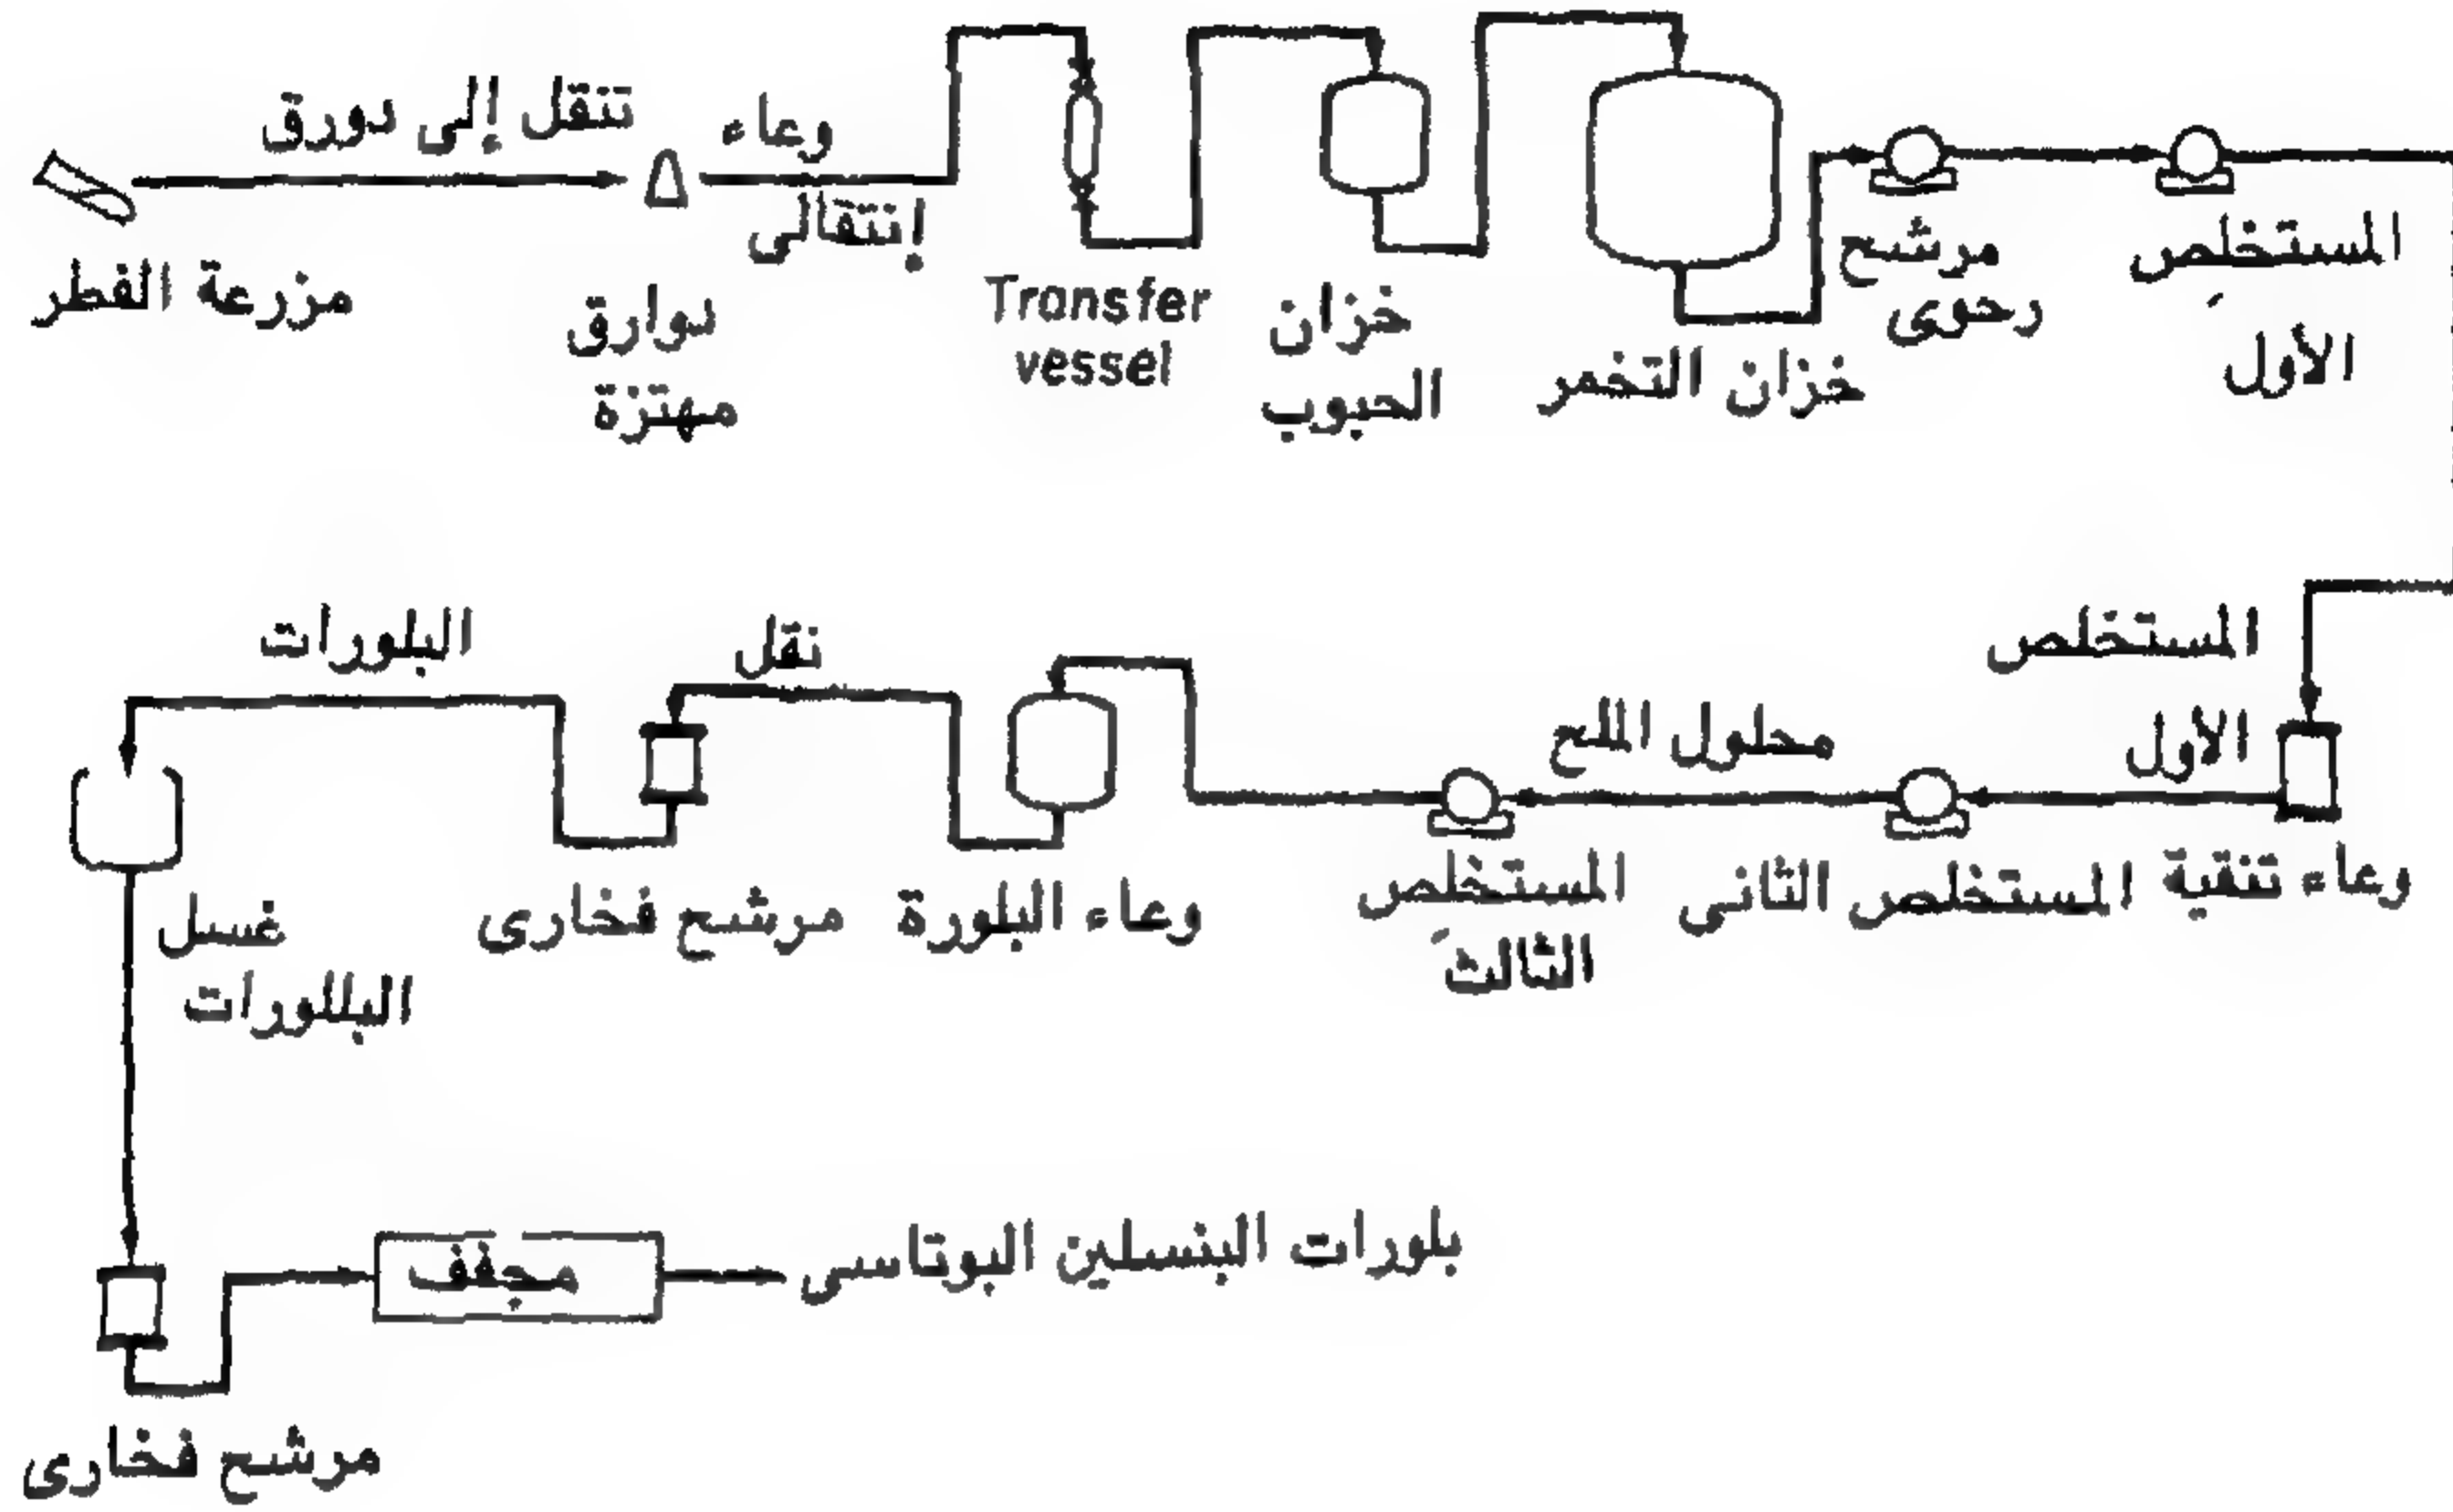 تنقل إلى دورق
مزرعة الفطر
وعاء
إنتقالى
دوارق
مهتزة
Transfer
vessel
خزان
الحبوب
خزان التخمر
مرشح
رحوى
المستخلص
الأول
المستخلص
الأول
وعاء تنقية
المستخلص الثانى
محلول الملح
المستخلص
الثالث
وعاء البلورة
نقل
مرشح فخارى
البلورات
غسل
البللورات
مرشح فخارى
مجفف
بلورات البنسلين البوتاسى